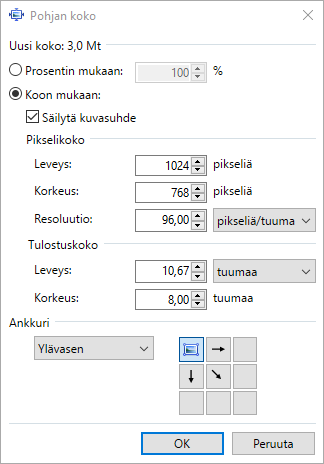 Pohjan koko
Uusi koko: 3,0 Mt
Prosentin mukaan: 100 %
Koon mukaan:
Säilytä kuvasuhde
Pikselikoko
Leveys: 1024 pikseliä
Korkeus: 768 pikseliä
Resoluutio: 96,00 pikseliä/tuuma
Tulostuskoko
Leveys: 10,67 tuumaa
Korkeus: 8,00 tuumaa
Ankkuri
Ylävasen
OK Peruuta